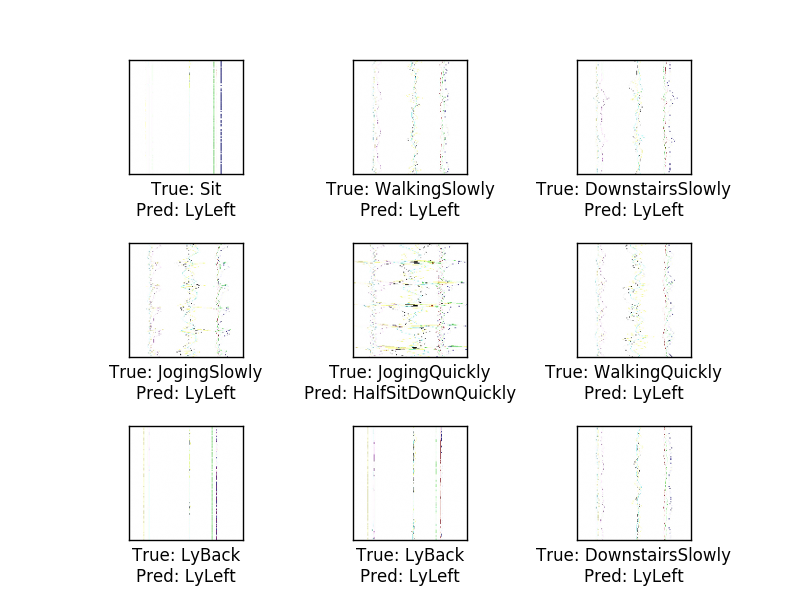 True: Sit
Pred: LyLeft
True: WalkingSlowly
Pred: LyLeft
True: DownstairsSlowly
Pred: LyLeft
True: JogingSlowly
Pred: LyLeft
True: JogingQuickly
Pred: HalfSitDownQuickly
True: WalkingQuickly
Pred: LyLeft
True: LyBack
Pred: LyLeft
True: LyBack
Pred: LyLeft
True: DownstairsSlowly
Pred: LyLeft